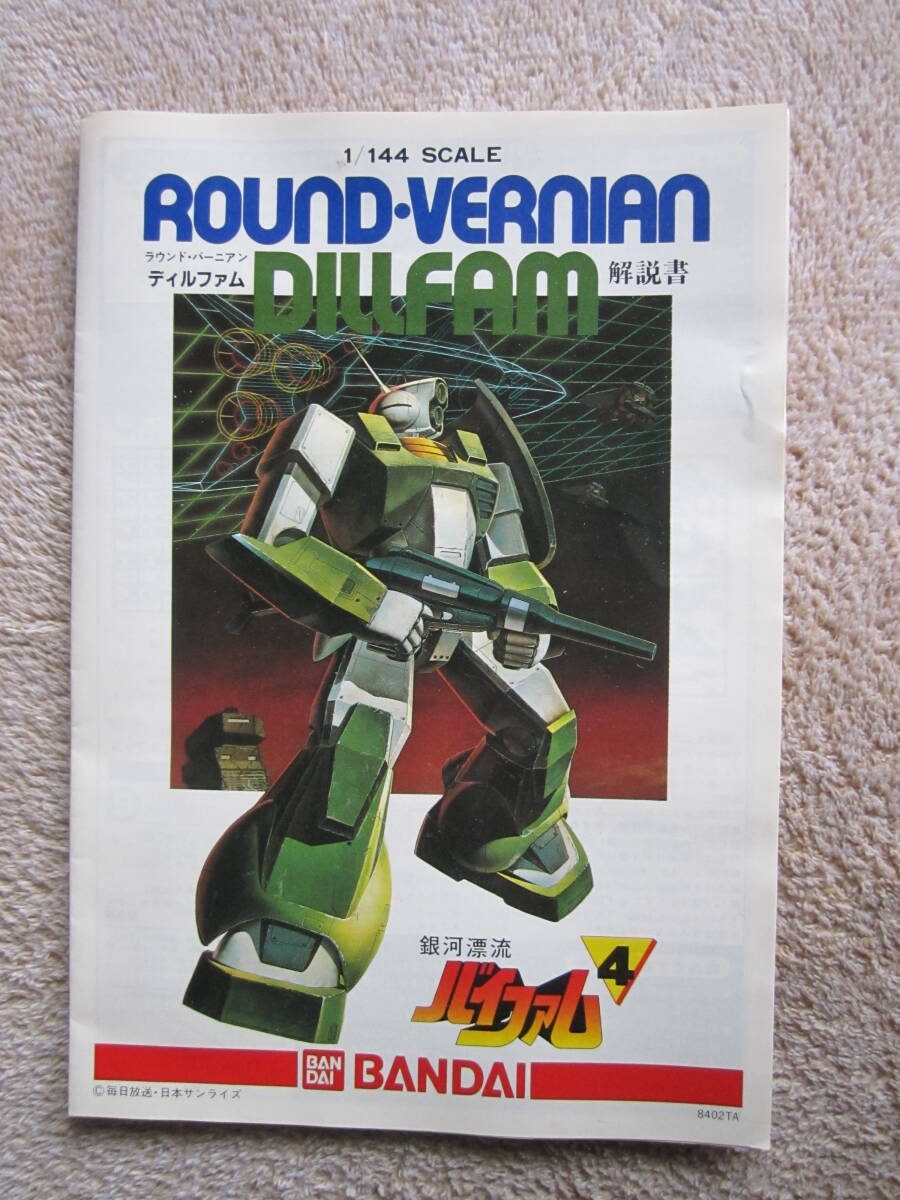 1/144 SCALE
ROUND・VERNIAN
ラウンド・バーニアン
ディルファム
DILLFAM
解説書
銀河漂流
バイファム
4
BAN
DAI
BANDAI
©毎日放送・日本サンライズ
8402TA